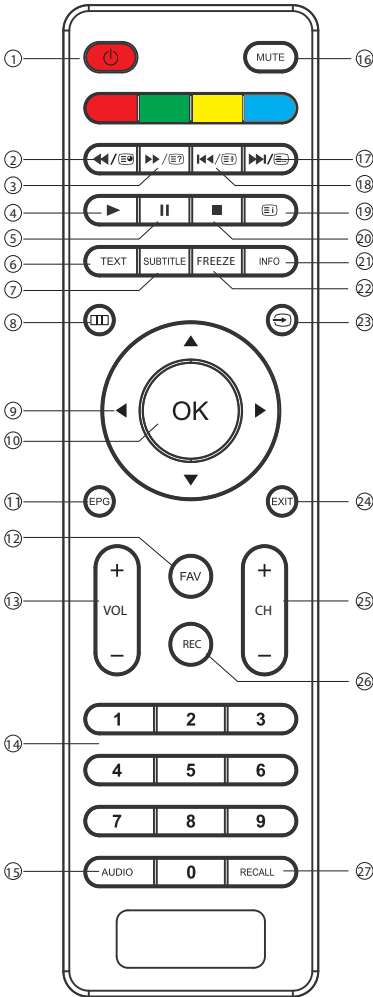 1 MUTE 16
2 17
3 18
4 19
5 20
6 TEXT SUBTITLE FREEZE INFO 21
7 22
8 23
9
10 OK
11 EPG EXIT 24
12 FAV
+ +
13 VOL CH 25
− −
REC
26
1 2 3
14
4 5 6
7 8 9
15 AUDIO 0 RECALL 27